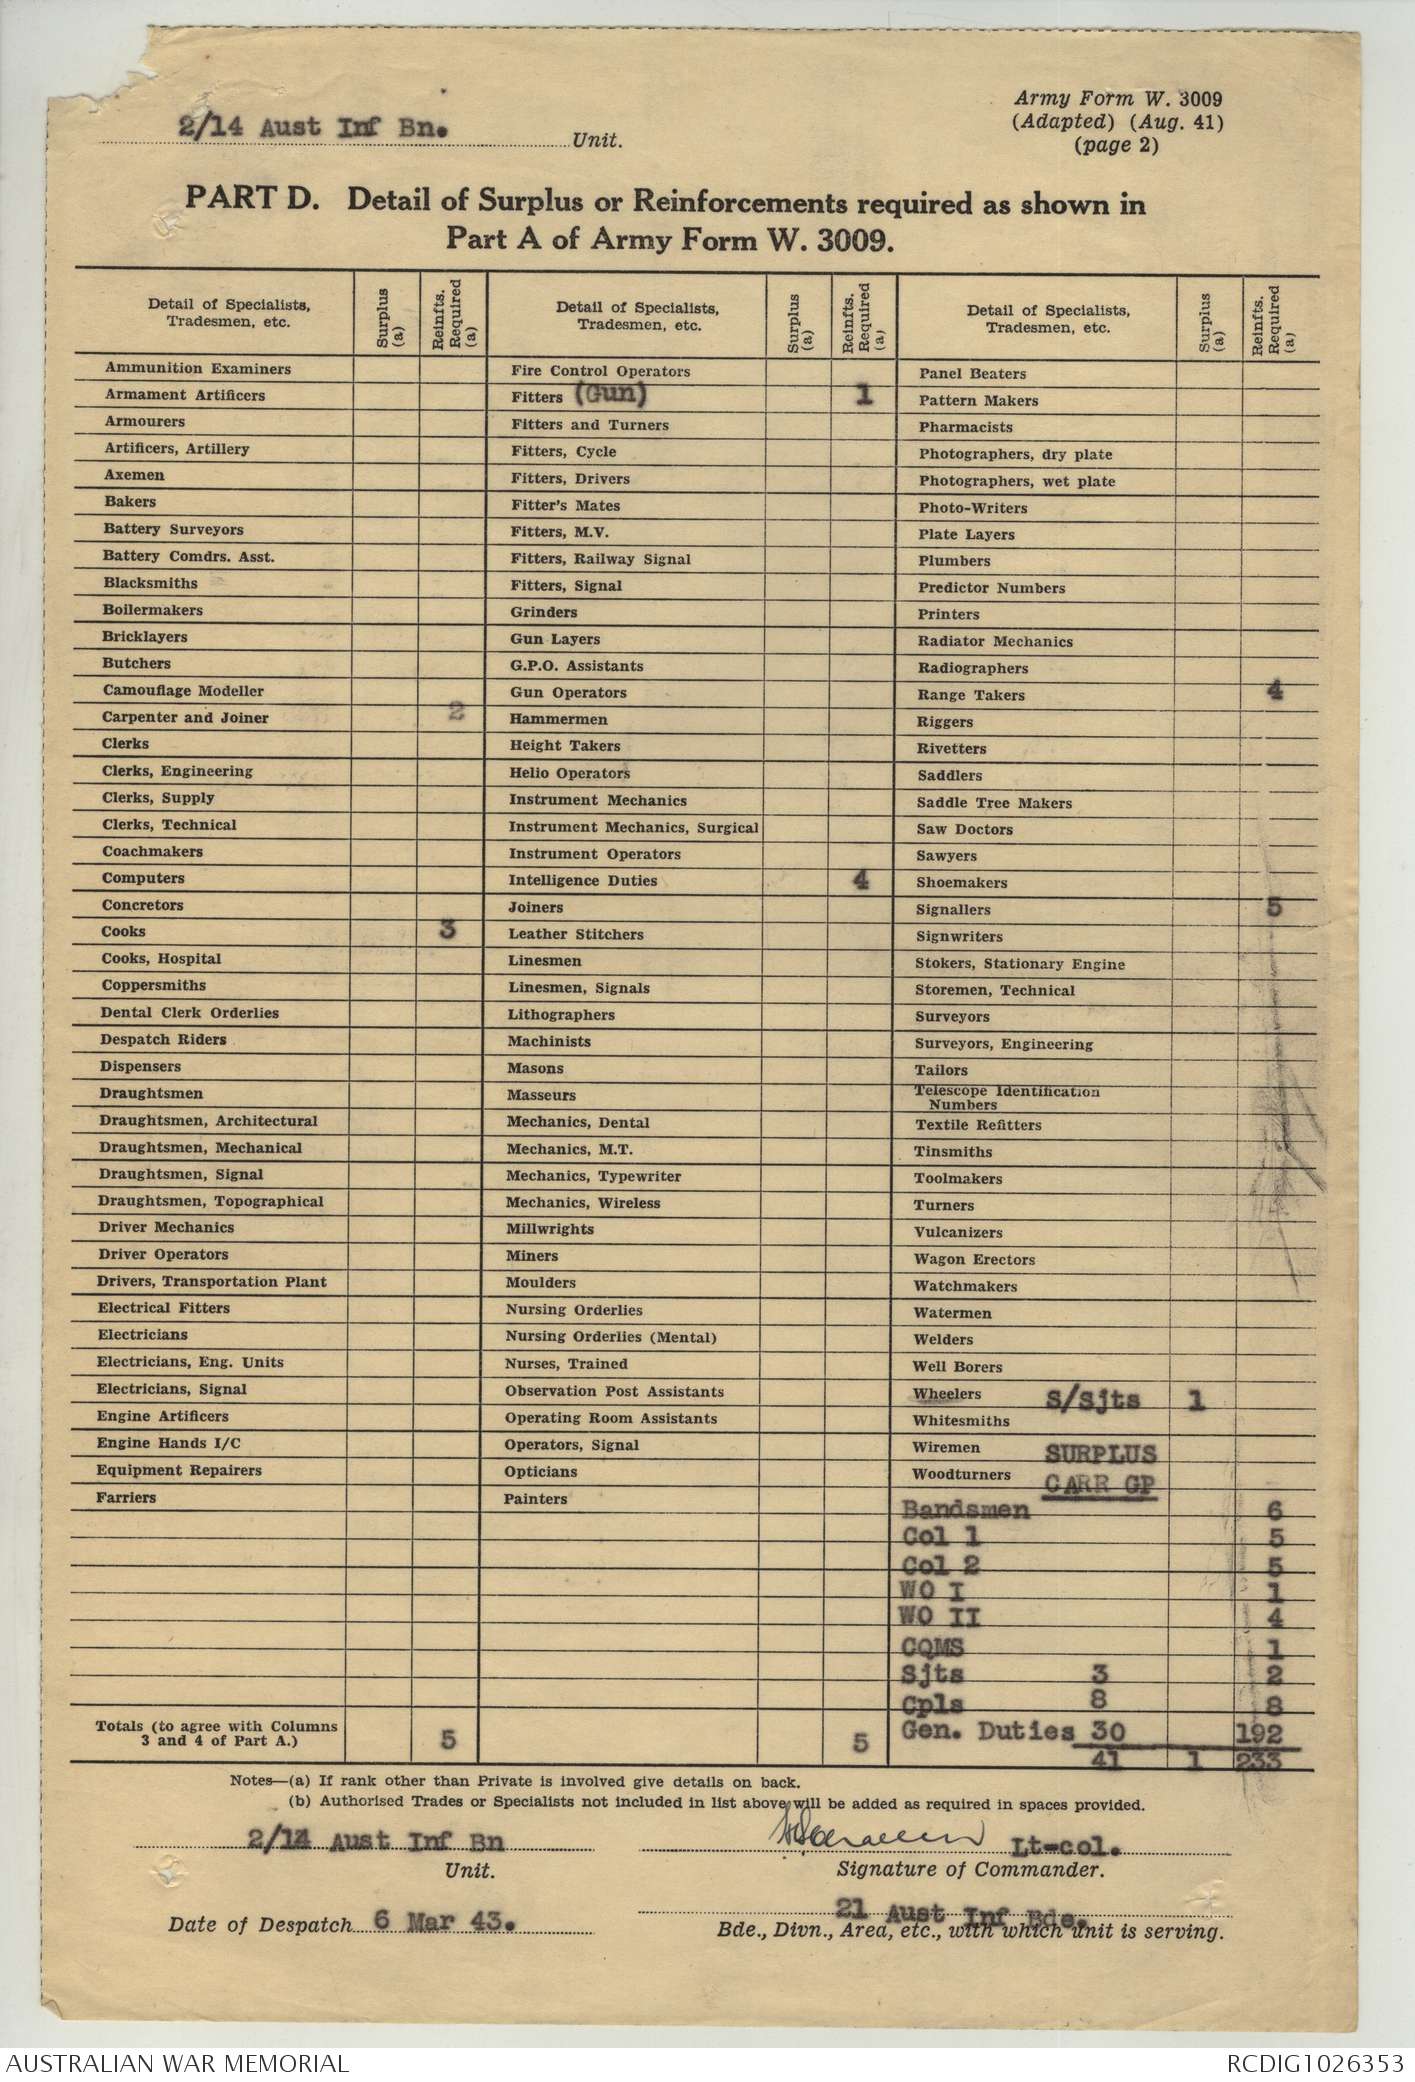 2/14 Aust Inf Bn. Unit.
Army Form W. 3009
(Adapted) (Aug. 41)
(page 2)
PART D. Detail of Surplus or Reinforcements required as shown in
Part A of Army Form W. 3009.
Detail of Specialists,
Tradesmen, etc.
Surplus
(a)
Reinfts.
Required
(a)
Ammunition Examiners
Armament Artificers
Armourers
Artificers, Artillery
Axemen
Bakers
Battery Surveyors
Battery Comdrs. Asst.
Blacksmiths
Boilermakers
Bricklayers
Butchers
Camouflage Modeller
Carpenter and Joiner 2
Clerks
Clerks, Engineering
Clerks, Supply
Clerks, Technical
Coachmakers
Computers
Concretors
Cooks 3
Cooks, Hospital
Coppersmiths
Dental Clerk Orderlies
Despatch Riders
Dispensers
Draughtsmen
Draughtsmen, Architectural
Draughtsmen, Mechanical
Draughtsmen, Signal
Draughtsmen, Topographical
Driver Mechanics
Driver Operators
Drivers, Transportation Plant
Electrical Fitters
Electricians
Electricians, Eng. Units
Electricians, Signal
Engine Artificers
Engine Hands I/C
Equipment Repairers
Farriers
Totals (to agree with Columns
3 and 4 of Part A.) 5
Detail of Specialists,
Tradesmen, etc.
Surplus
(a)
Reinfts.
Required
(a)
Fire Control Operators
Fitters (Gun) 1
Fitters and Turners
Fitters, Cycle
Fitters, Drivers
Fitter's Mates
Fitters, M.V.
Fitters, Railway Signal
Fitters, Signal
Grinders
Gun Layers
G.P.O. Assistants
Gun Operators
Hammermen
Height Takers
Helio Operators
Instrument Mechanics
Instrument Mechanics, Surgical
Instrument Operators
Intelligence Duties 4
Joiners
Leather Stitchers
Linesmen
Linesmen, Signals
Lithographers
Machinists
Masons
Masseurs
Mechanics, Dental
Mechanics, M.T.
Mechanics, Typewriter
Mechanics, Wireless
Millwrights
Miners
Moulders
Nursing Orderlies
Nursing Orderlies (Mental)
Nurses, Trained
Observation Post Assistants
Operating Room Assistants
Operators, Signal
Opticians
Painters
5
Detail of Specialists,
Tradesmen, etc.
Surplus
(a)
Reinfts.
Required
(a)
Panel Beaters
Pattern Makers
Pharmacists
Photographers, dry plate
Photographers, wet plate
Photo-Writers
Plate Layers
Plumbers
Predictor Numbers
Printers
Radiator Mechanics
Radiographers
Range Takers 4
Riggers
Rivetters
Saddlers
Saddle Tree Makers
Saw Doctors
Sawyers
Shoemakers
Signallers 5
Signwriters
Stokers, Stationary Engine
Storemen, Technical
Surveyors
Surveyors, Engineering
Tailors
Telescope Identification
Numbers
Textile Refitters
Tinsmiths
Toolmakers
Turners
Vulcanizers
Wagon Erectors
Watchmakers
Watermen
Welders
Well Borers
Wheelers S/Sjts 1
Whitesmiths
Wiremen SURPLUS
Woodturners CARR GP
Bandsmen 6
Col 1 5
Col 2 5
WO I 1
WO II 4
CQMS 1
Sjts 3 2
Cpls 8 8
Gen. Duties 30 192
41 1 233
Notes—(a) If rank other than Private is involved give details on back.
(b) Authorised Trades or Specialists not included in list above will be added as required in spaces provided.
2/14 Aust Inf Bn
Unit.
Lt-col.
Signature of Commander.
Date of Despatch 6 Mar 43.
21 Aust Inf Bde.
Bde., Divn., Area, etc., with which unit is serving.
AUSTRALIAN WAR MEMORIAL
RCDIG1026353